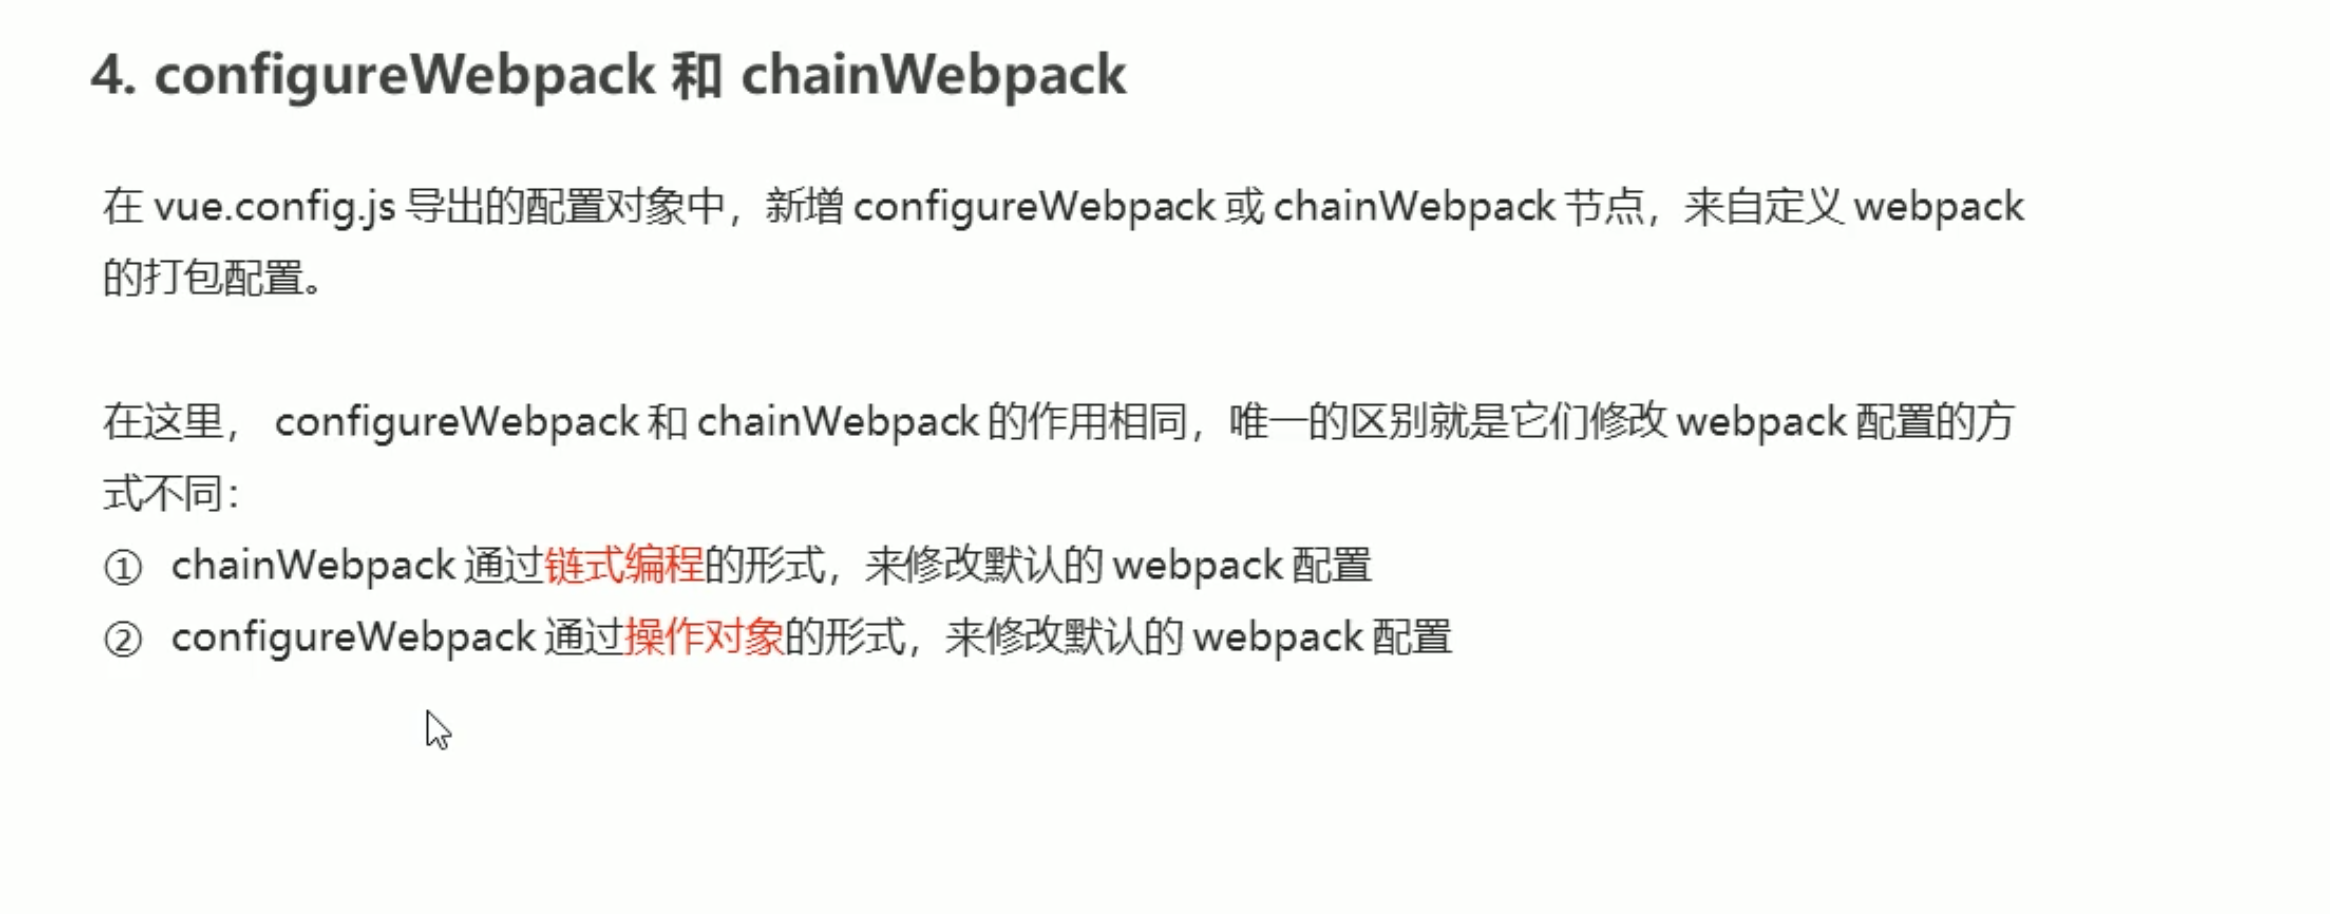 4. configureWebpack 和 chainWebpack
在 vue.config.js 导出的配置对象中，新增 configureWebpack 或 chainWebpack 节点，来自定义 webpack
的打包配置。
在这里， configureWebpack 和 chainWebpack 的作用相同，唯一的区别就是它们修改 webpack 配置的方
式不同：
① chainWebpack 通过链式编程的形式，来修改默认的 webpack 配置
② configureWebpack 通过操作对象的形式，来修改默认的 webpack 配置